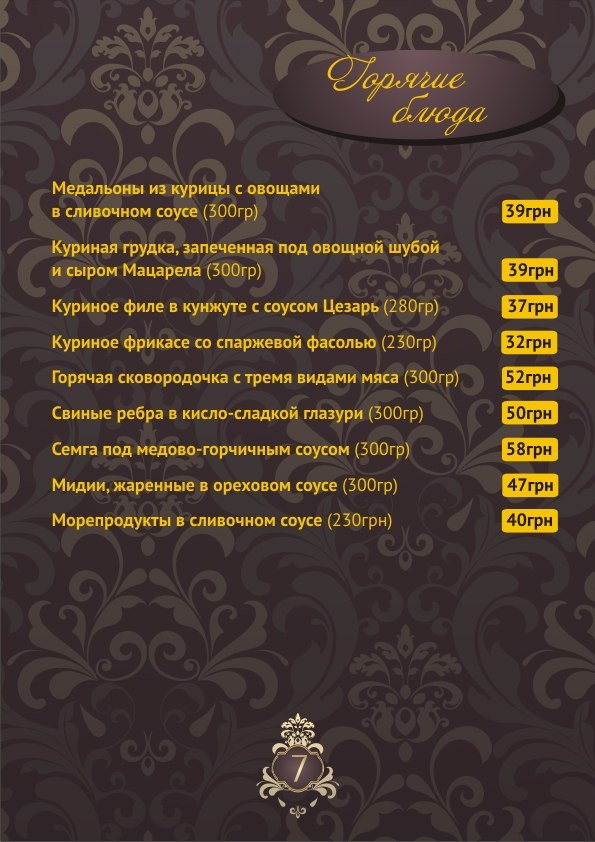 Горячие
блюда
Медальоны из курицы с овощами
в сливочном соусе (300гр) 39грн
Куриная грудка, запеченная под овощной шубой
и сыром Мацарела (300гр) 39грн
Куриное филе в кунжуте с соусом Цезарь (280гр) 37грн
Куриное фрикасе со спаржевой фасолью (230гр) 32грн
Горячая сковородочка с тремя видами мяса (300гр) 52грн
Свиные ребра в кисло-сладкой глазури (300гр) 50грн
Семга под медово-горчичным соусом (300гр) 58грн
Мидии, жаренные в ореховом соусе (300гр) 47грн
Морепродукты в сливочном соусе (230грн) 40грн
7